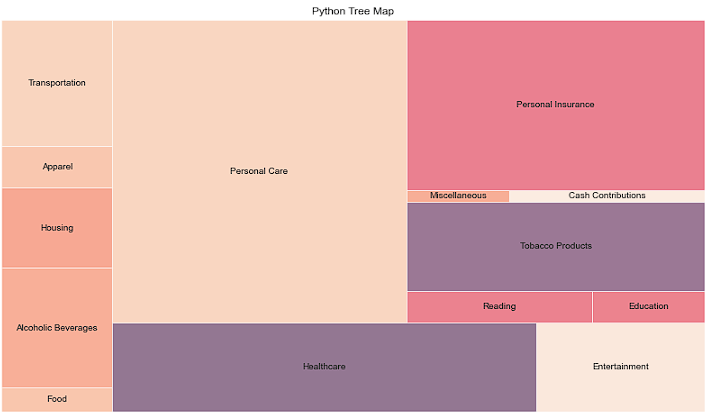 Python Tree Map
Transportation
Apparel
Housing
Alcoholic Beverages
Food
Personal Care
Healthcare
Personal Insurance
Miscellaneous
Cash Contributions
Tobacco Products
Reading
Education
Entertainment